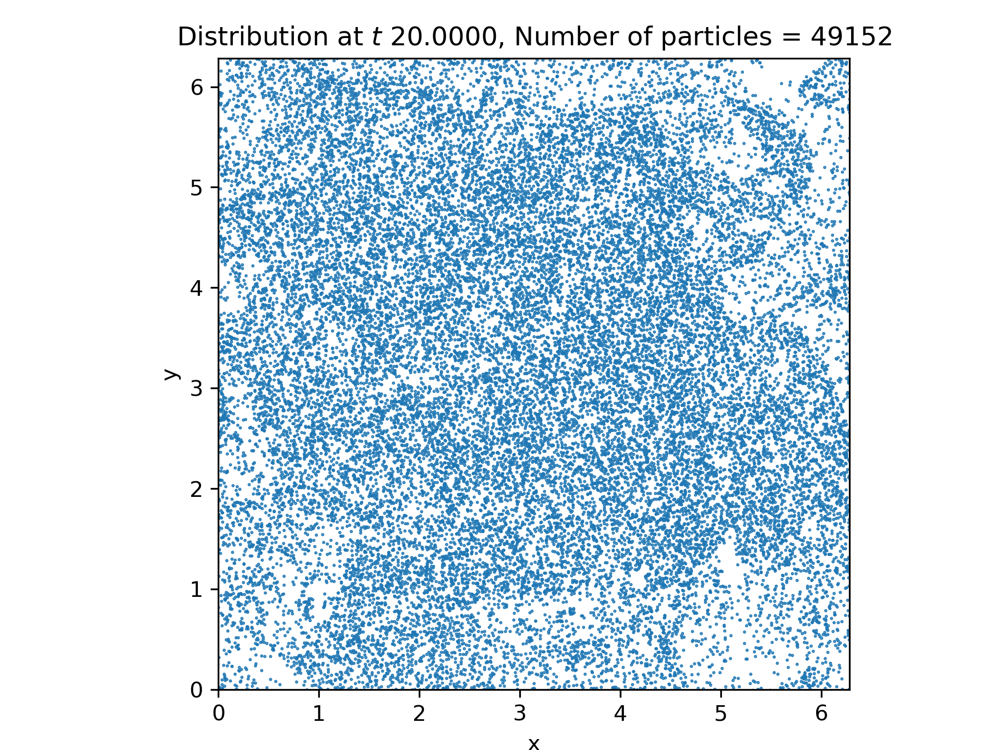 Distribution at t 20.0000, Number of particles = 49152
6
5
4
3
2
1
0
y
0 1 2 3 4 5 6
x